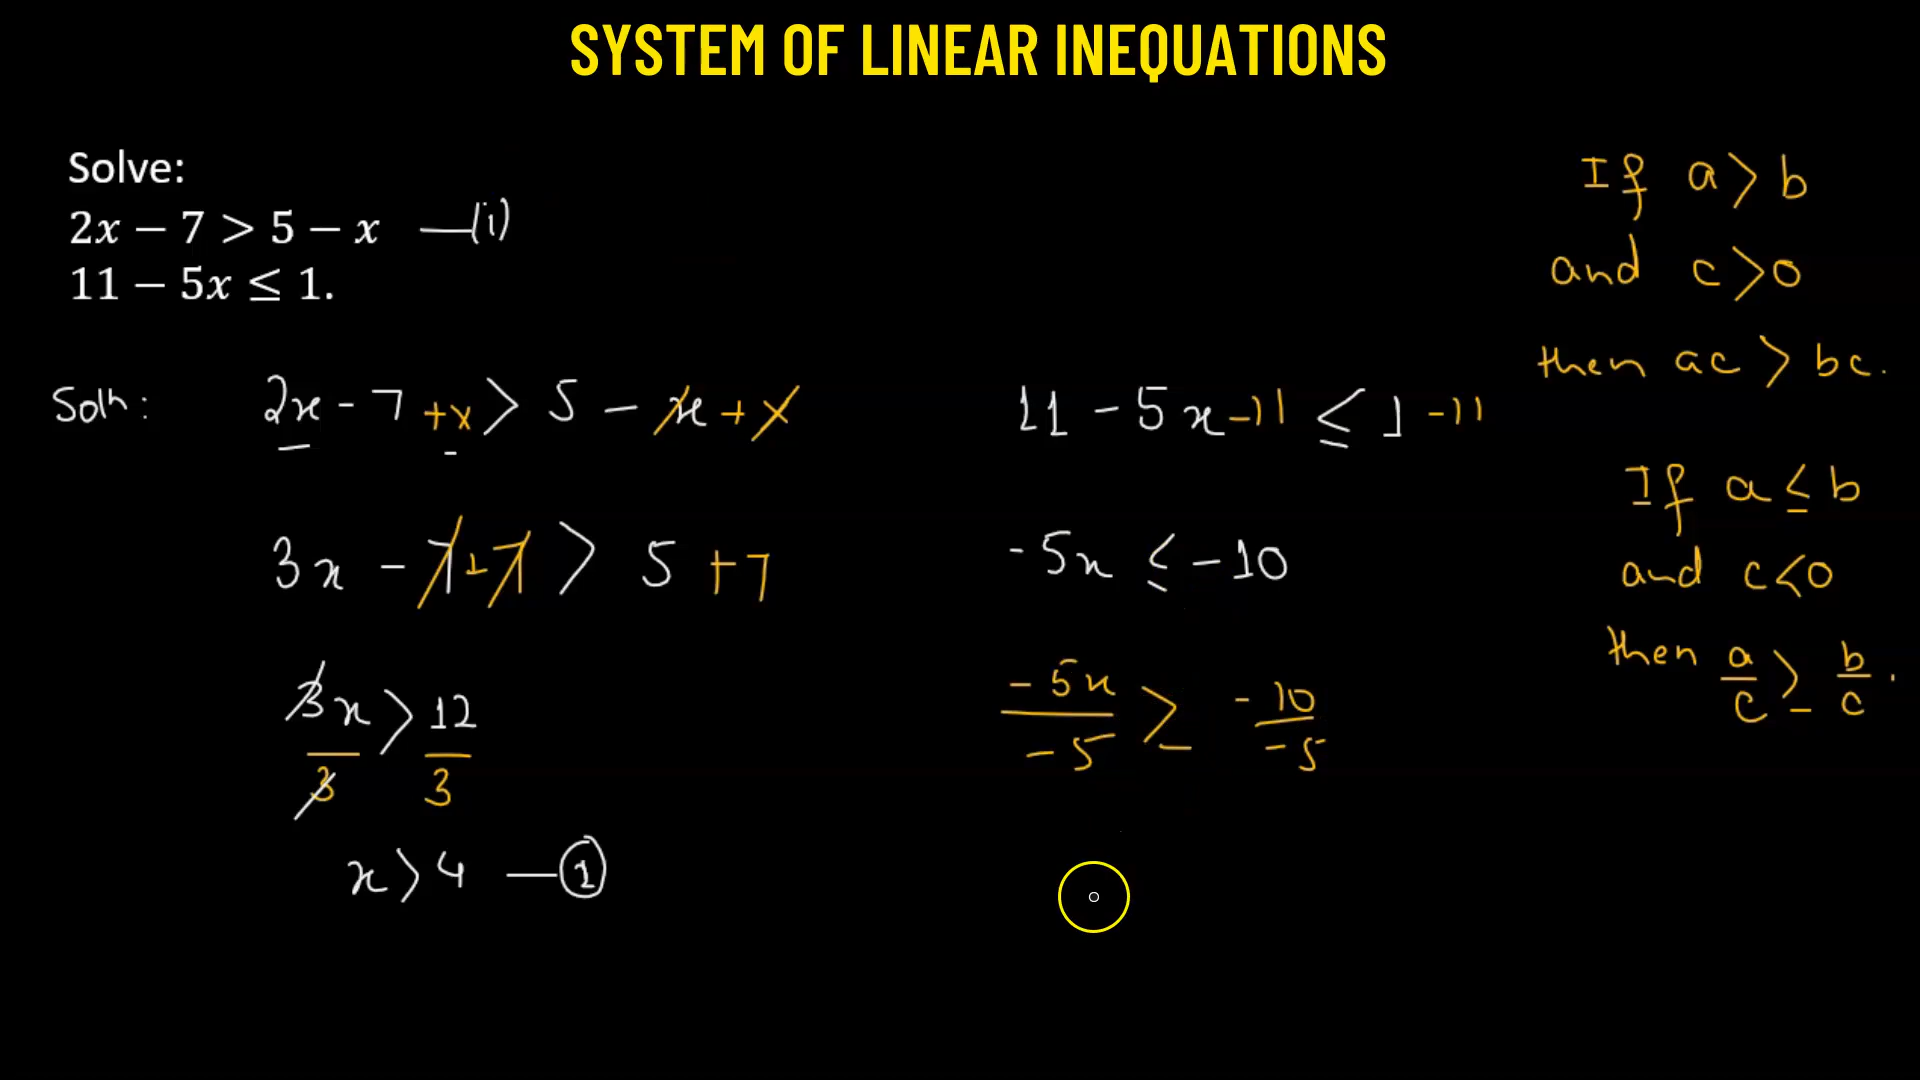 SYSTEM OF LINEAR INEQUATIONS
Solve:
2x − 7 > 5 − x —(i)
11 − 5x ≤ 1.
Soln: 2x - 7 +x > 5 - x + x
3x - 7 + 7 > 5 + 7
3x/3 > 12/3
x > 4 — ①
11 - 5x -11 ≤ 1 -11
-5x ≤ -10
-5x/-5 ≥ -10/-5
If a > b
and c > 0
then ac > bc.
If a ≤ b
and c < 0
then a/c ≥ b/c.